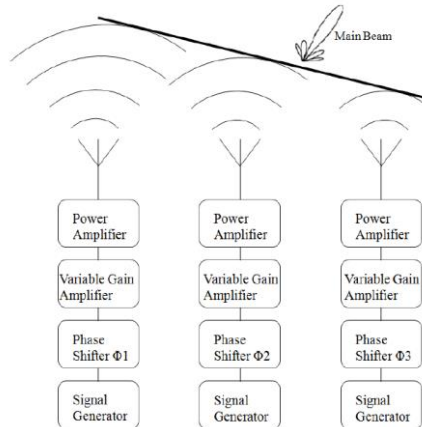 Main Beam
Power
Amplifier
Power
Amplifier
Power
Amplifier
Variable Gain
Amplifier
Variable Gain
Amplifier
Variable Gain
Amplifier
Phase
Shifter Φ1
Phase
Shifter Φ2
Phase
Shifter Φ3
Signal
Generator
Signal
Generator
Signal
Generator